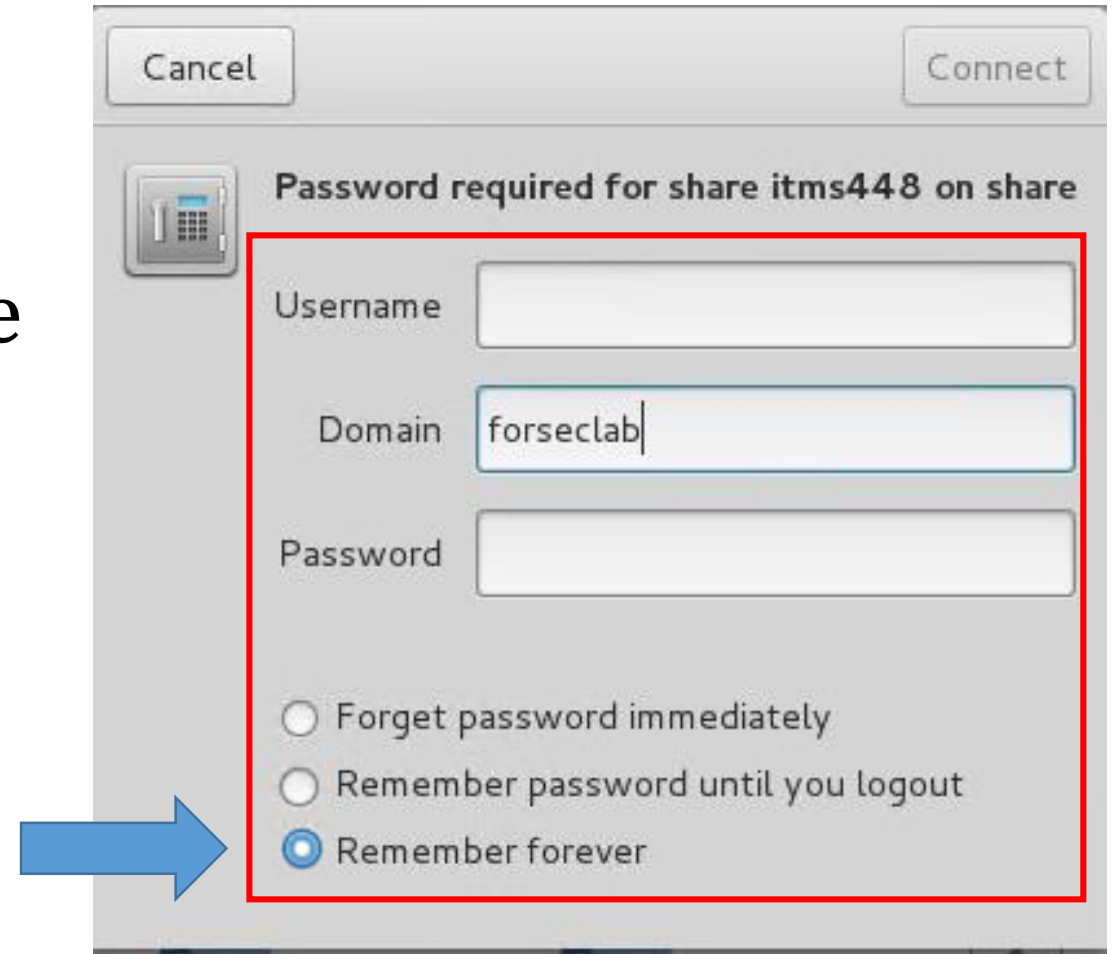 Cancel
Connect
Password required for share itms448 on share
e
Username
Domain forseclab
Password
Forget password immediately
Remember password until you logout
Remember forever